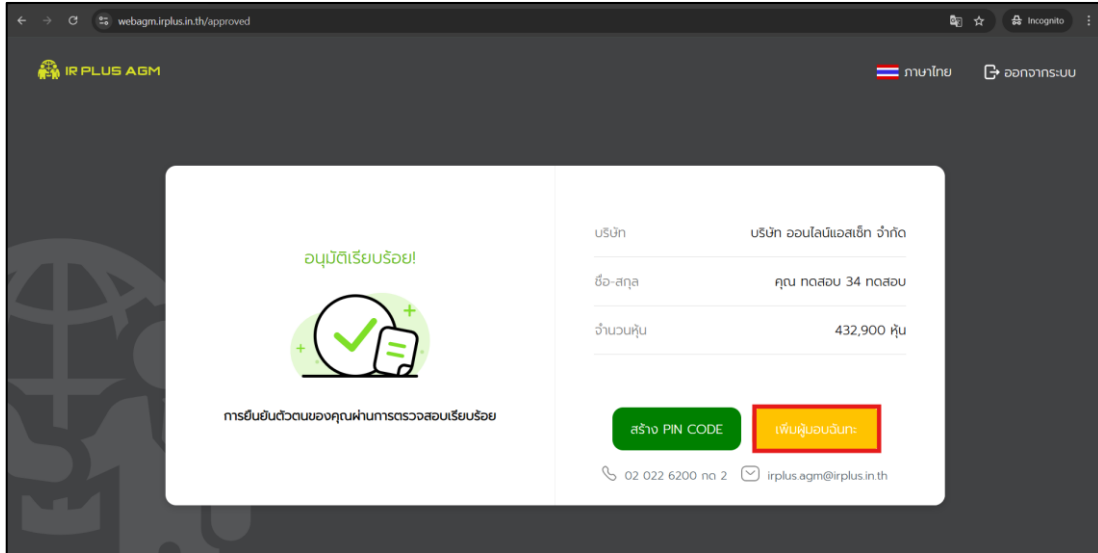 webagm.irplus.in.th/approved
Incognito
IR PLUS AGM
ภาษาไทย
ออกจากระบบ
อนุมัติเรียบร้อย!
การยืนยันตัวตนของคุณผ่านการตรวจสอบเรียบร้อย
บริษัท บริษัท ออนไลน์แอสเซ็ท จำกัด
ชื่อ-สกุล คุณ ทดสอบ 34 ทดสอบ
จำนวนหุ้น 432,900 หุ้น
สร้าง PIN CODE
เพิ่มผู้มอบฉันทะ
02 022 6200 กด 2 irplus.agm@irplus.in.th